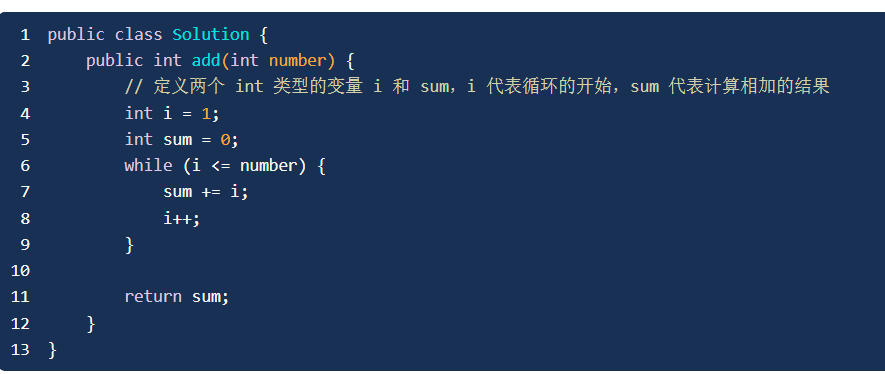 1 public class Solution {
2     public int add(int number) {
3         // 定义两个 int 类型的变量 i 和 sum，i 代表循环的开始，sum 代表计算相加的结果
4         int i = 1;
5         int sum = 0;
6         while (i <= number) {
7             sum += i;
8             i++;
9         }
10
11         return sum;
12     }
13 }